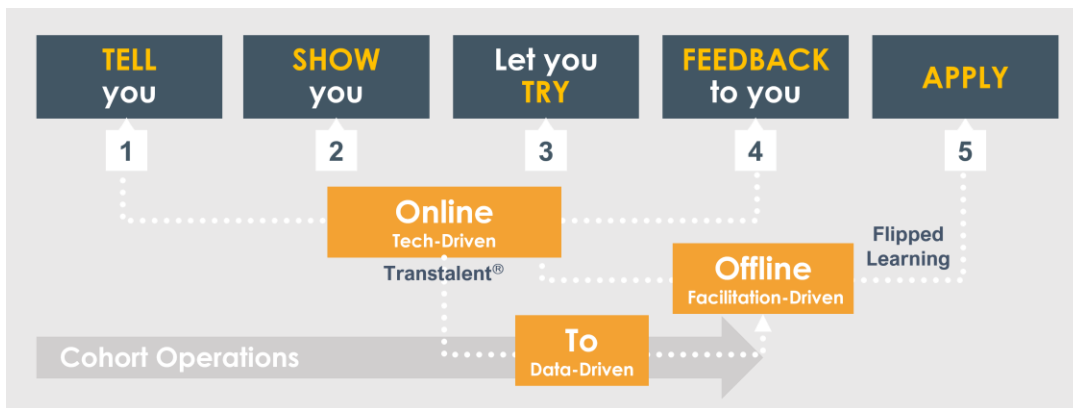 TELL
you
SHOW
you
Let you
TRY
FEEDBACK
to you
APPLY
1
2
3
4
5
Online
Tech-Driven
Transtalent®
Flipped
Learning
Offline
Facilitation-Driven
Cohort Operations
To
Data-Driven